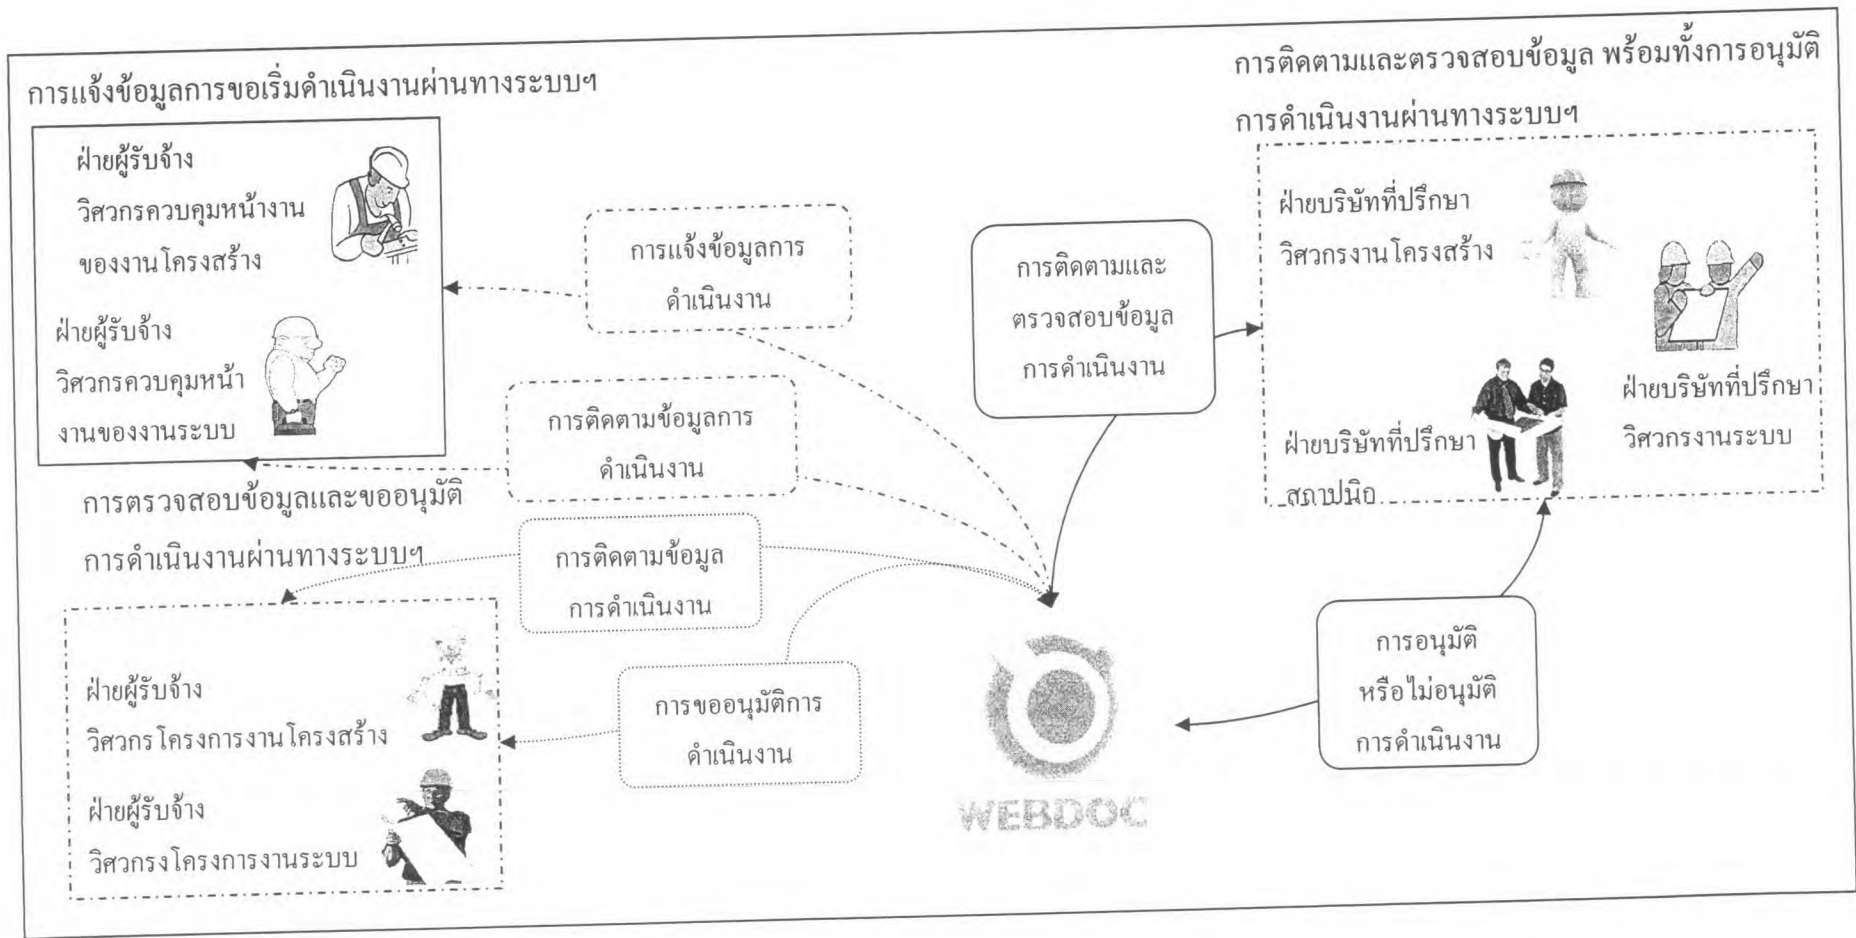 การแจ้งข้อมูลการขอเริ่มดำเนินงานผ่านทางระบบฯ
ฝ่ายผู้รับจ้าง
วิศวกรควบคุมหน้างาน
ของงานโครงสร้าง
ฝ่ายผู้รับจ้าง
วิศวกรควบคุมหน้า
งานของงานระบบ
การตรวจสอบข้อมูลและขออนุมัติ
การดำเนินงานผ่านทางระบบฯ
ฝ่ายผู้รับจ้าง
วิศวกรโครงการงานโครงสร้าง
ฝ่ายผู้รับจ้าง
วิศวกรงโครงการงานระบบ
การแจ้งข้อมูลการ
ดำเนินงาน
การติดตามข้อมูลการ
ดำเนินงาน
การติดตามข้อมูล
การดำเนินงาน
การขออนุมัติการ
ดำเนินงาน
WEBDOC
การติดตามและ
ตรวจสอบข้อมูล
การดำเนินงาน
การอนุมัติ
หรือไม่อนุมัติ
การดำเนินงาน
การติดตามและตรวจสอบข้อมูล พร้อมทั้งการอนุมัติ
การดำเนินงานผ่านทางระบบฯ
ฝ่ายบริษัทที่ปรึกษา
วิศวกรงานโครงสร้าง
ฝ่ายบริษัทที่ปรึกษา
วิศวกรงานระบบ
ฝ่ายบริษัทที่ปรึกษา
สถาปนิก